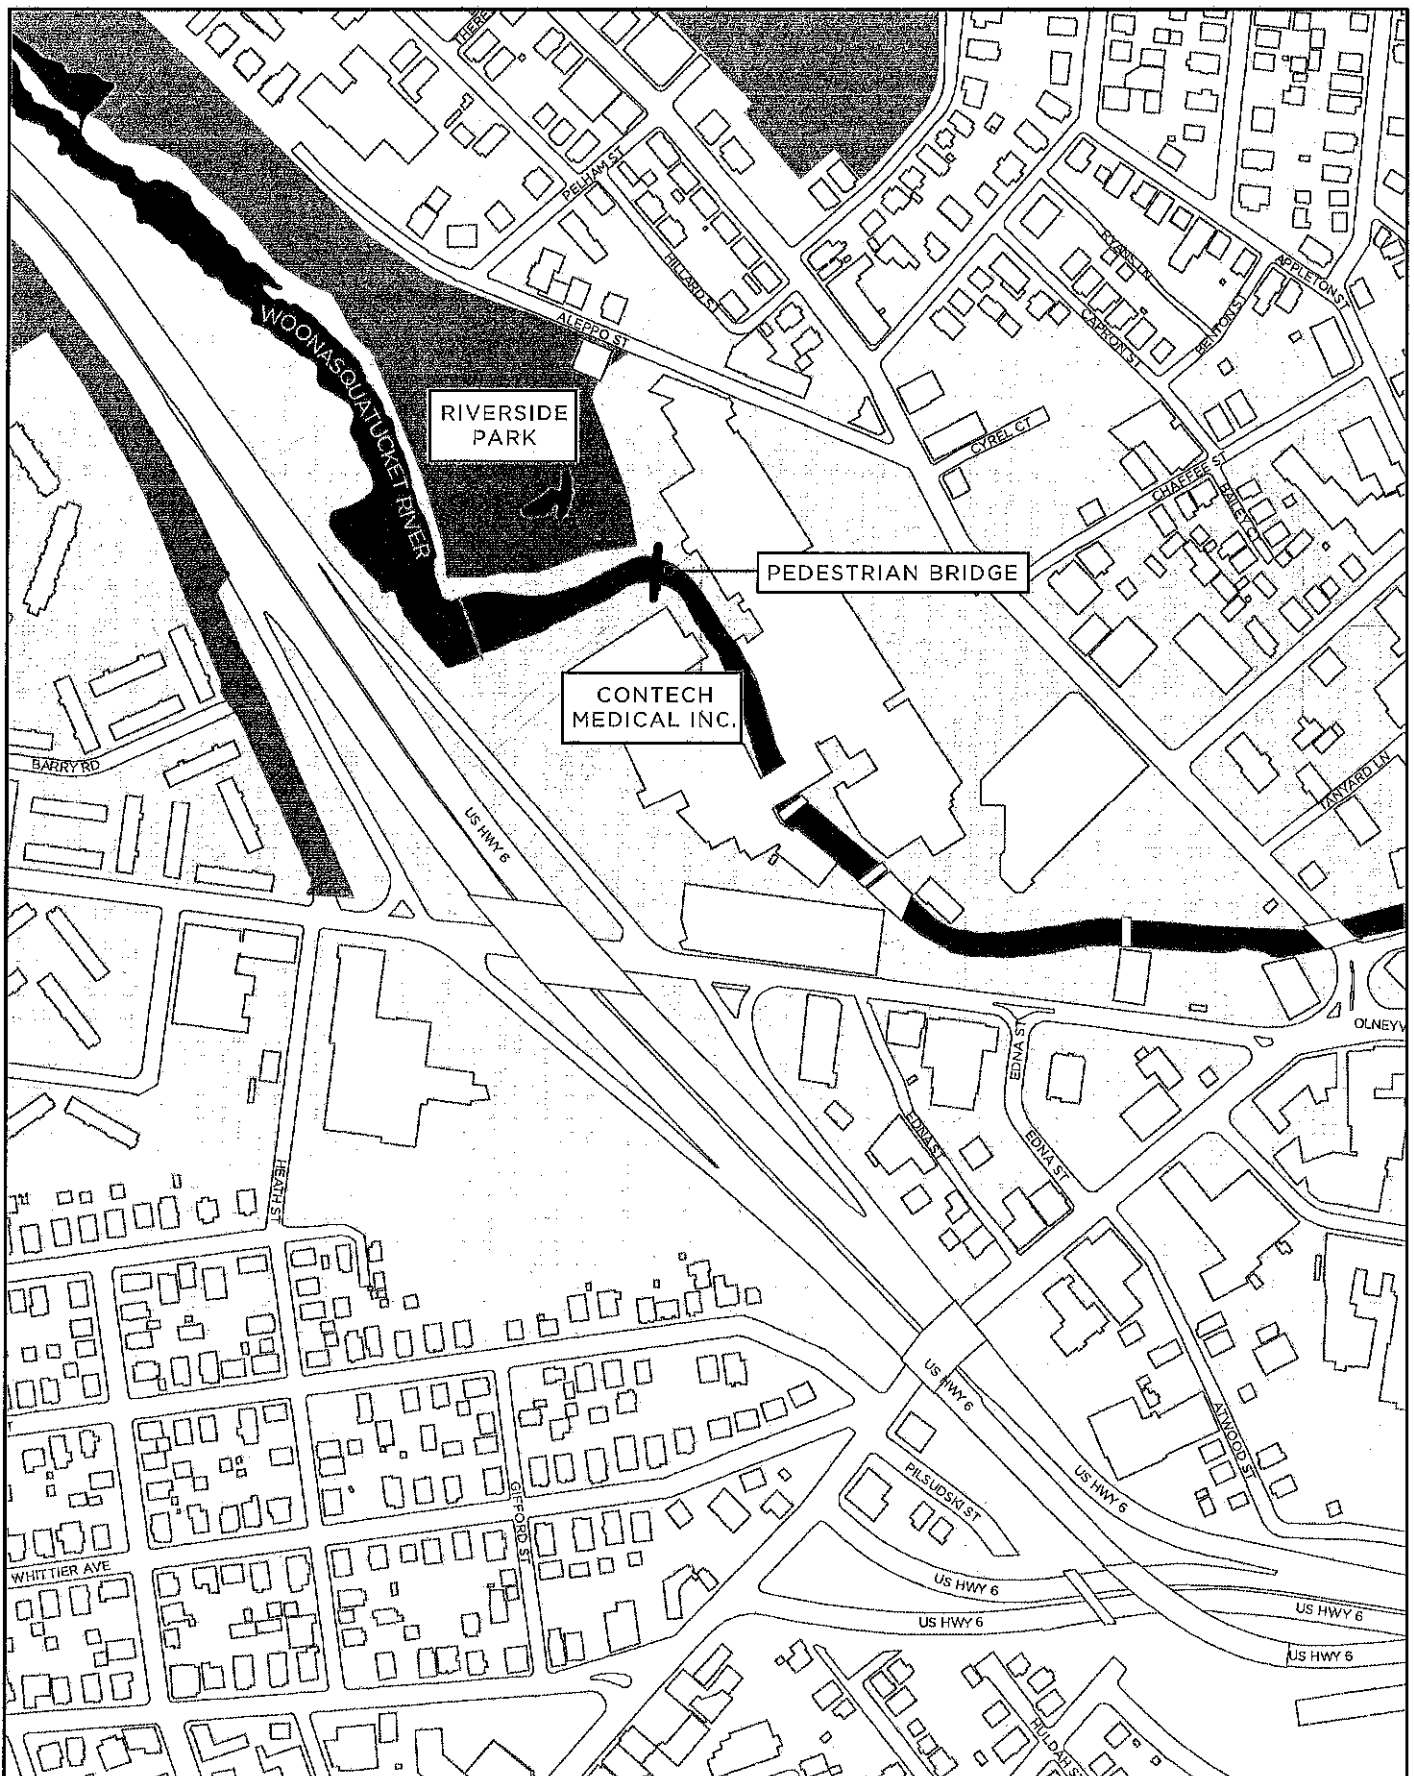 THERE
PELHAM ST
HILLARD ST
RYANS LN
APPLETON ST
CAPRON ST
BENTON ST
ALEPPO ST
WOONASQUATUCKET RIVER
RIVERSIDE
PARK
CYREL CT
CHAFFEE ST
PEDESTRIAN BRIDGE
CONTECH
MEDICAL INC.
BARRY RD
TANYARD LN
US HWY 6
OLNEYV
EDNA ST
EDNA ST
EDNA ST
HEATH ST
US HWY 6
ATWOOD ST
PILSUDSKI ST
US HWY 6
GIFFORD ST
WHITTIER AVE
US HWY 6
US HWY 6
US HWY 6
US HWY 6
HULDAH S